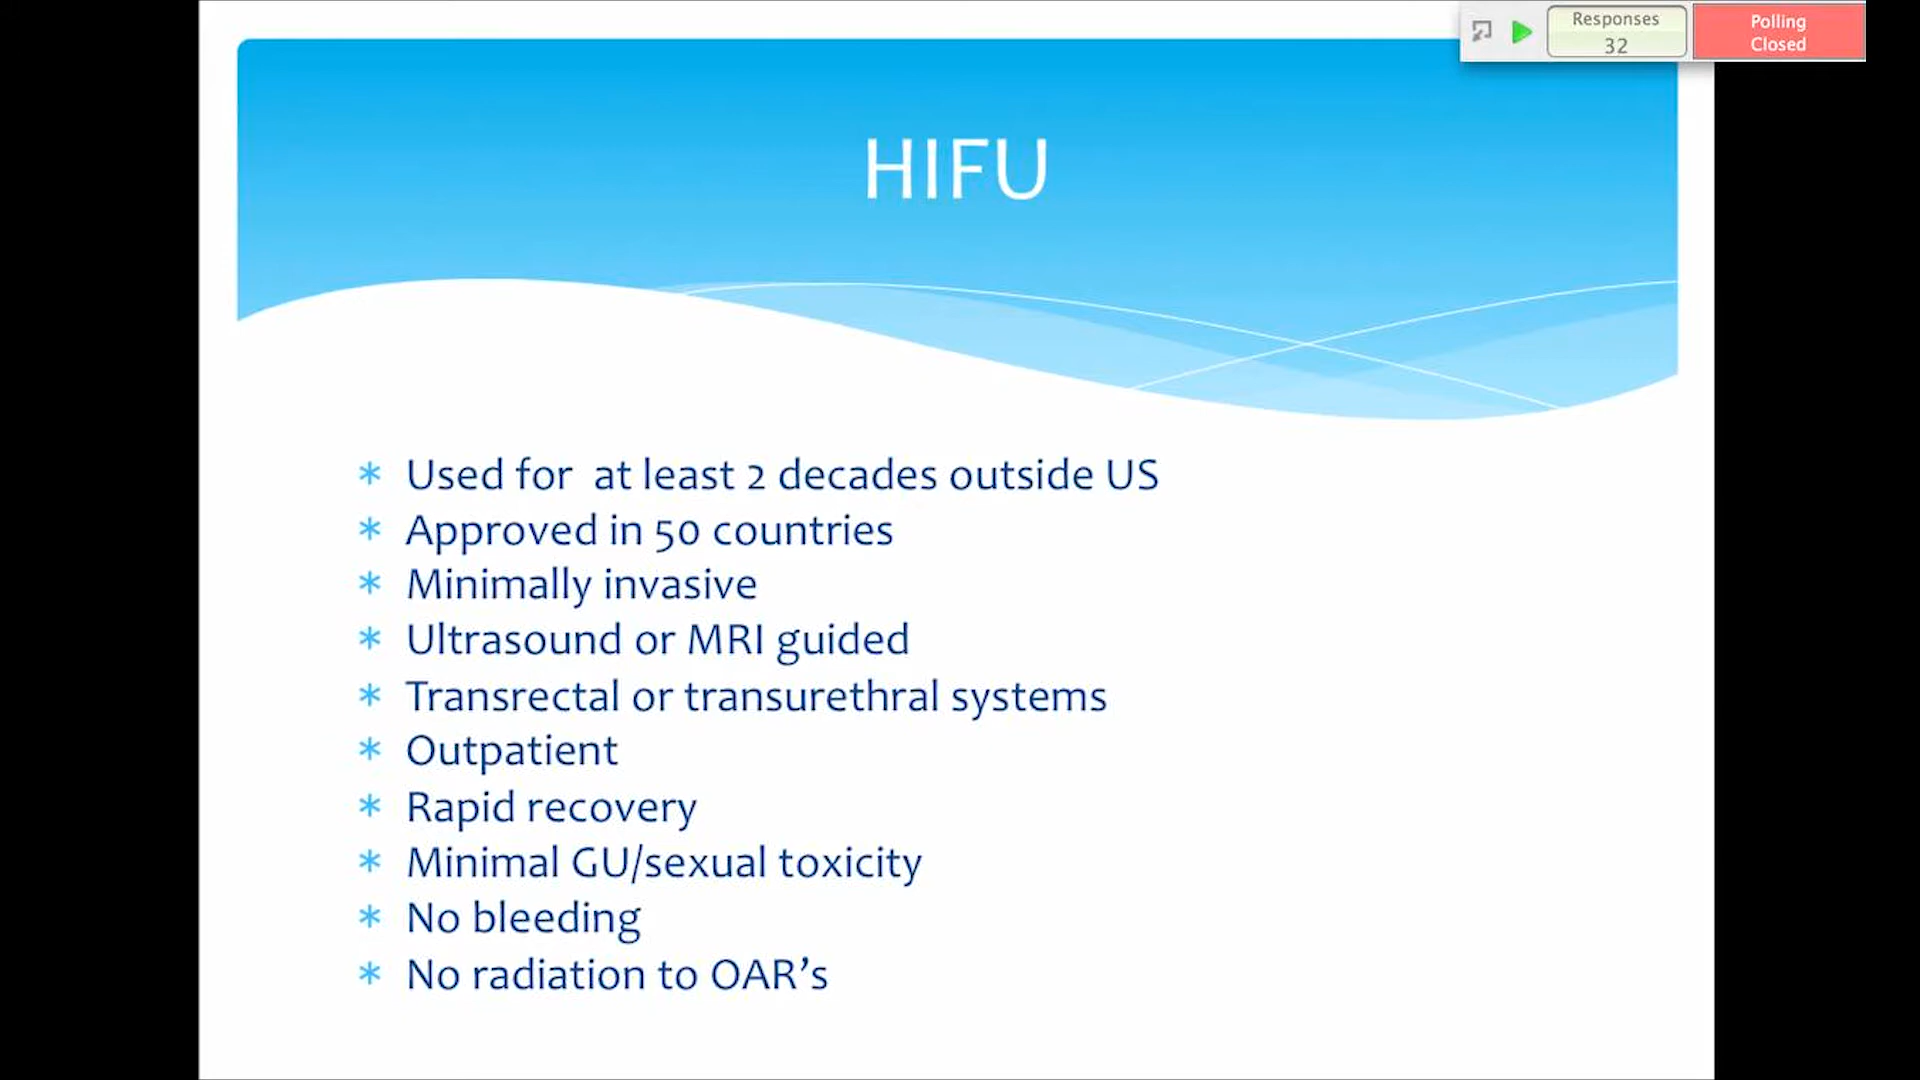 Responses
32
Polling
Closed
HIFU
* Used for at least 2 decades outside US
* Approved in 50 countries
* Minimally invasive
* Ultrasound or MRI guided
* Transrectal or transurethral systems
* Outpatient
* Rapid recovery
* Minimal GU/sexual toxicity
* No bleeding
* No radiation to OAR’s